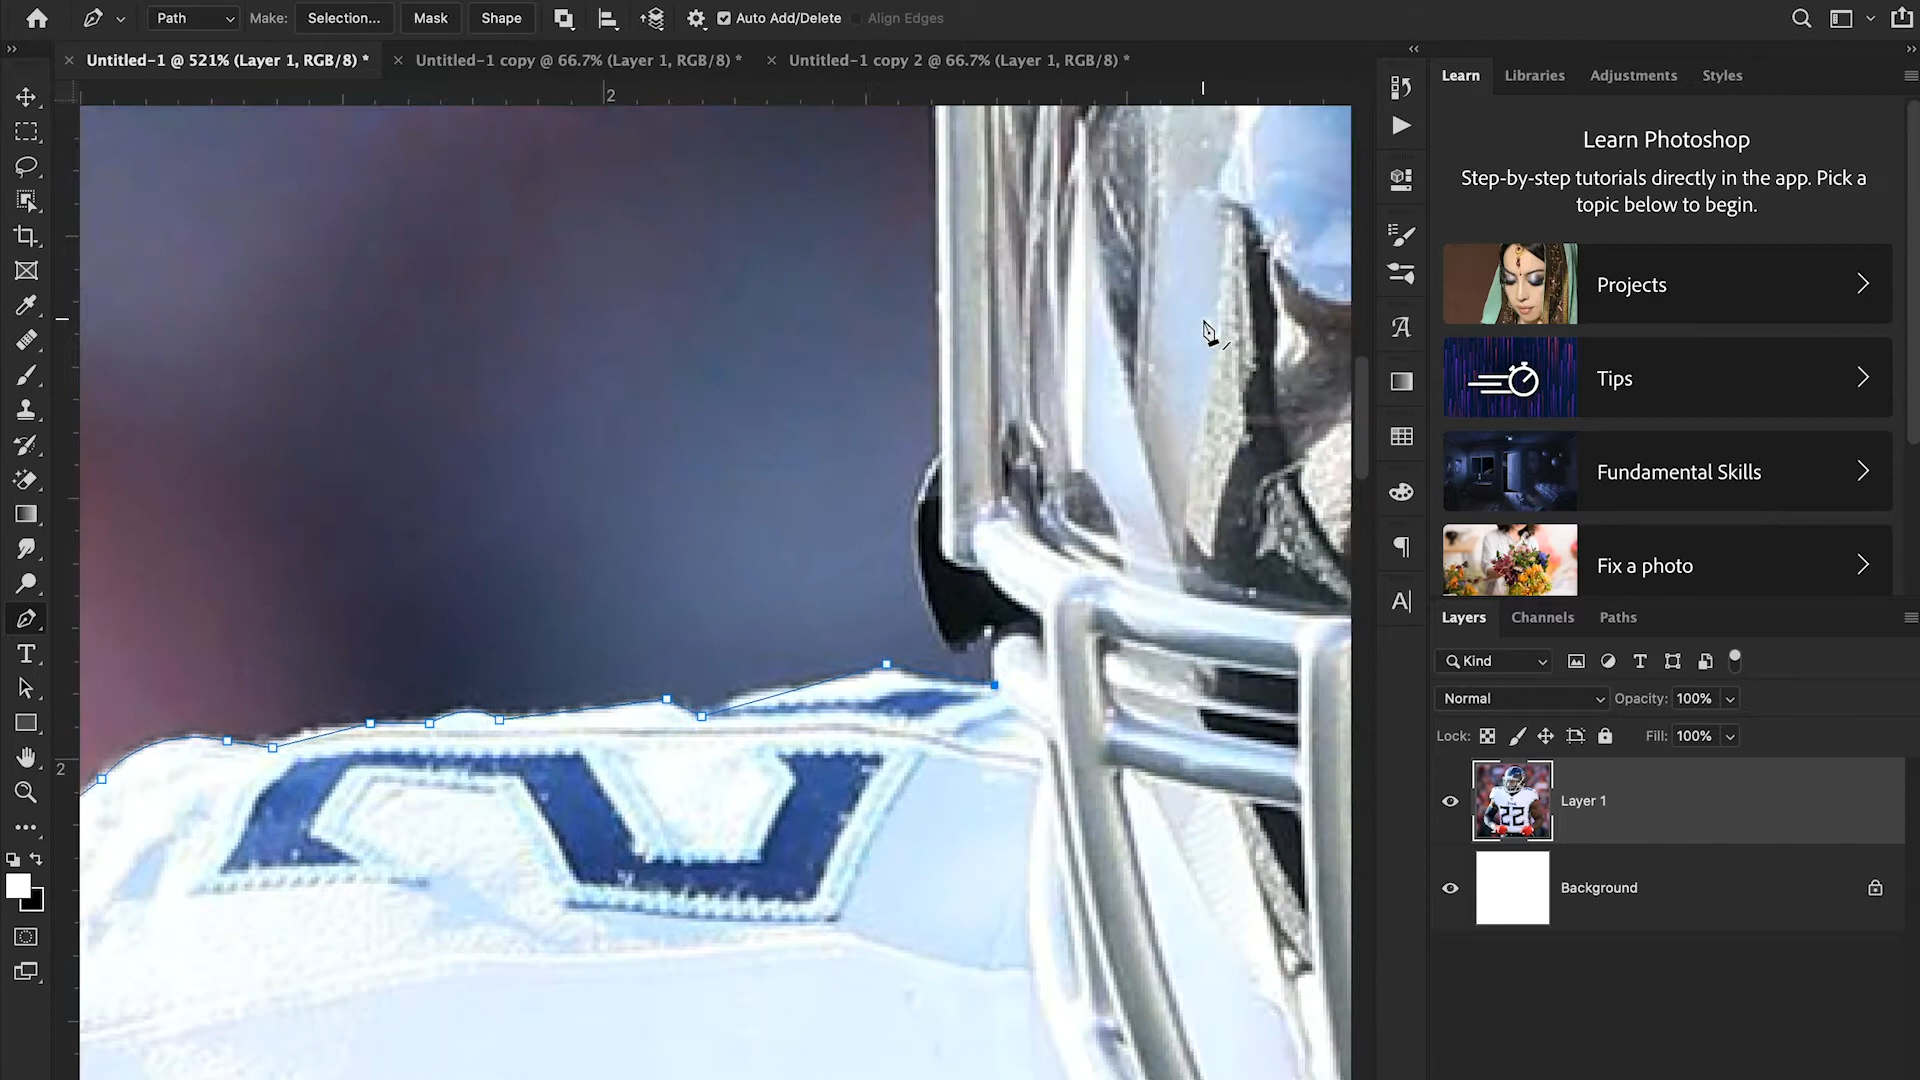 Path
Make:
Selection...
Mask
Shape
Auto Add/Delete
Align Edges
Untitled-1 @ 521% (Layer 1, RGB/8) *
Untitled-1 copy @ 66.7% (Layer 1, RGB/8) *
Untitled-1 copy 2 @ 66.7% (Layer 1, RGB/8) *
2
2
Learn
Libraries
Adjustments
Styles
Learn Photoshop
Step-by-step tutorials directly in the app. Pick a
topic below to begin.
Projects
Tips
Fundamental Skills
Fix a photo
Layers
Channels
Paths
Kind
Normal
Opacity: 100%
Lock:
Fill: 100%
22
Layer 1
Background